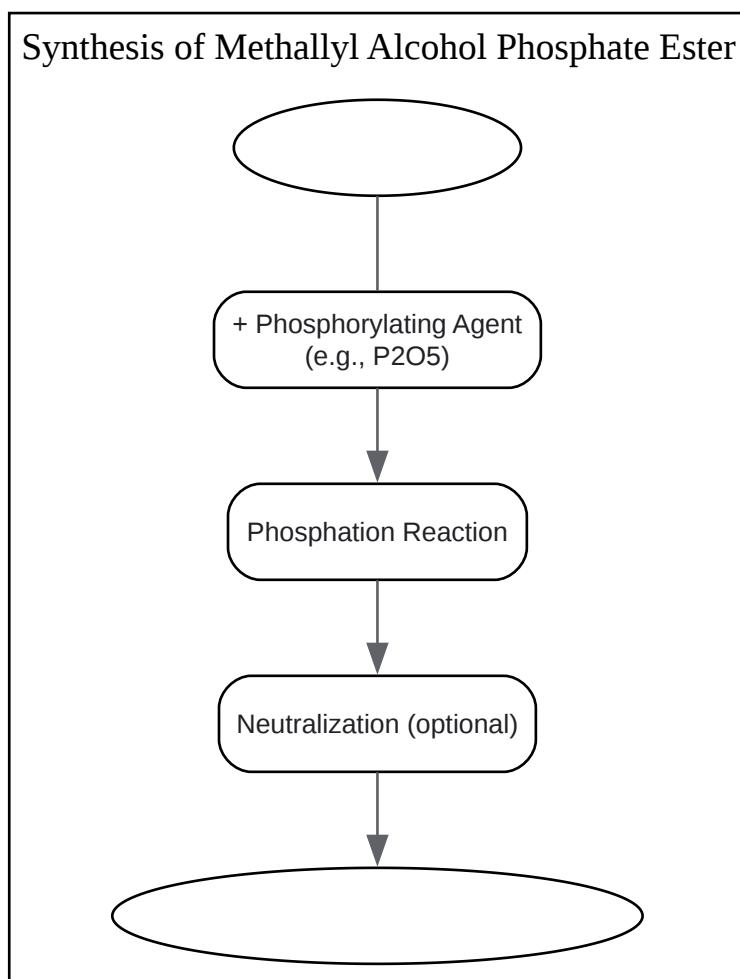 Synthesis of Methallyl Alcohol Phosphate Ester
+ Phosphorylating Agent
(e.g., P2O5)
Phosphation Reaction
Neutralization (optional)